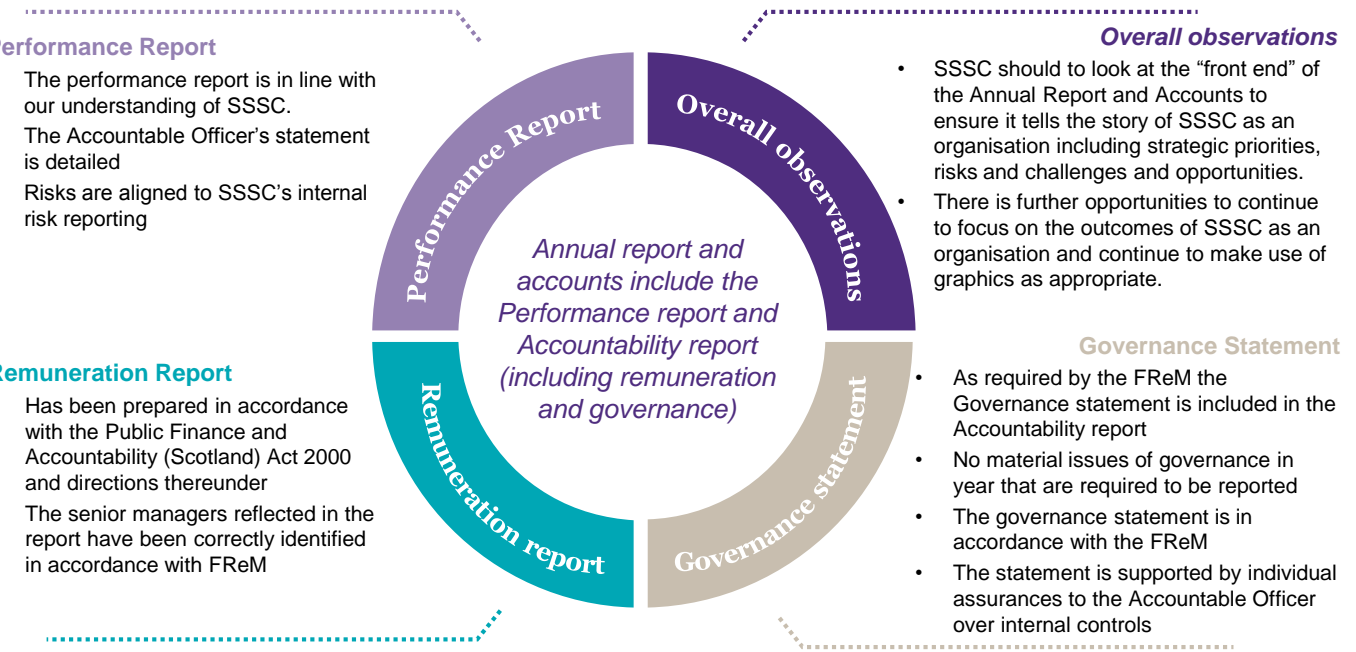 Performance Report
The performance report is in line with
our understanding of SSSC.
The Accountable Officer's statement
is detailed
Risks are aligned to SSSC's internal
risk reporting
Remuneration Report
Has been prepared in accordance
with the Public Finance and
Accountability (Scotland) Act 2000
and directions thereunder
The senior managers reflected in the
report have been correctly identified
in accordance with FReM
Performance Report
Overall observations
Remuneration report
Governance statement
Annual report and
accounts include the
Performance report and
Accountability report
(including remuneration
and governance)
Overall observations
• SSSC should to look at the “front end” of
the Annual Report and Accounts to
ensure it tells the story of SSSC as an
organisation including strategic priorities,
risks and challenges and opportunities.
• There is further opportunities to continue
to focus on the outcomes of SSSC as an
organisation and continue to make use of
graphics as appropriate.
Governance Statement
• As required by the FReM the
Governance statement is included in the
Accountability report
• No material issues of governance in
year that are required to be reported
• The governance statement is in
accordance with the FReM
• The statement is supported by individual
assurances to the Accountable Officer
over internal controls